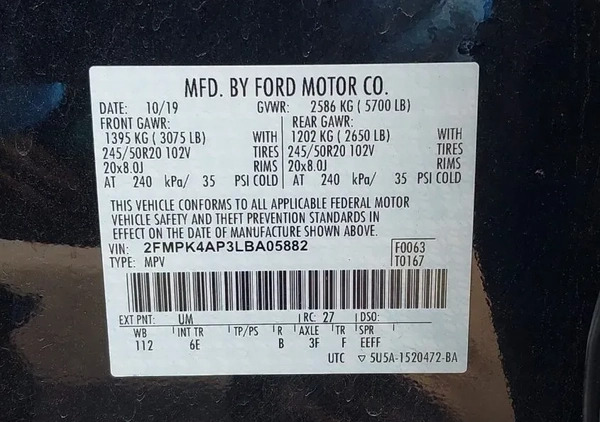 MFD. BY FORD MOTOR CO.
DATE: 10/19 GVWR: 2586 KG ( 5700 LB)
FRONT GAWR: REAR GAWR:
1395 KG ( 3075 LB) WITH 1202 KG ( 2650 LB) WITH
245/50R20 102V TIRES 245/50R20 102V TIRES
20x8.0J RIMS 20x8.0J RIMS
AT 240 kPa/ 35 PSI COLD AT 240 kPa/ 35 PSI COLD
THIS VEHICLE CONFORMS TO ALL APPLICABLE FEDERAL MOTOR
VEHICLE SAFETY AND THEFT PREVENTION STANDARDS IN
EFFECT ON THE DATE OF MANUFACTURE SHOWN ABOVE.
VIN: 2FMPK4AP3LBA05882 F0063
TYPE: MPV T0167
EXT PNT: UM RC: 27 DSO:
WB INT TR TP/PS R AXLE TR SPR
112 6E B 3F F EEFF
UTC ▽ 5U5A-1520472-BA